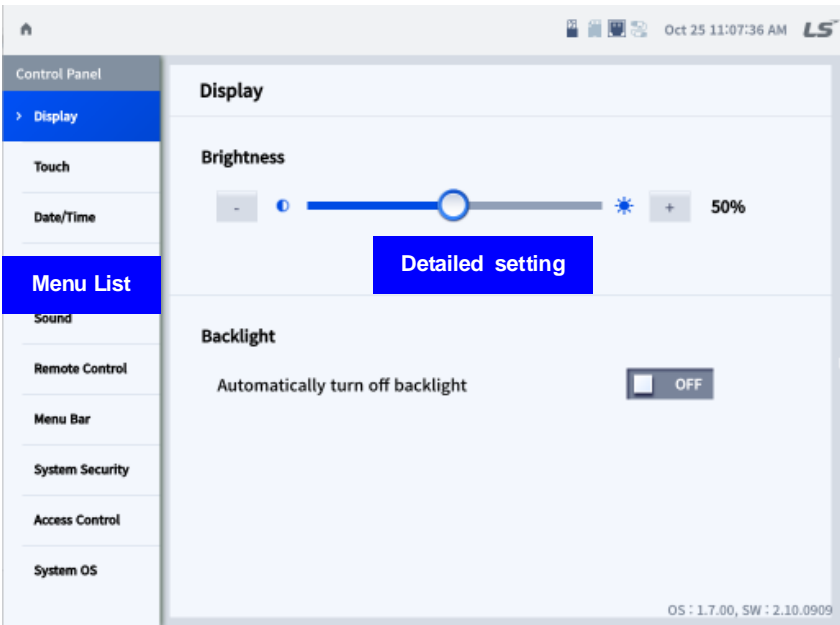 Oct 25 11:07:36 AM LS
Control Panel
> Display
Touch
Date/Time
Menu List
Sound
Remote Control
Menu Bar
System Security
Access Control
System OS
Display
Brightness
- + 50%
Detailed setting
Backlight
Automatically turn off backlight OFF
OS : 1.7.00, SW : 2.10.0909